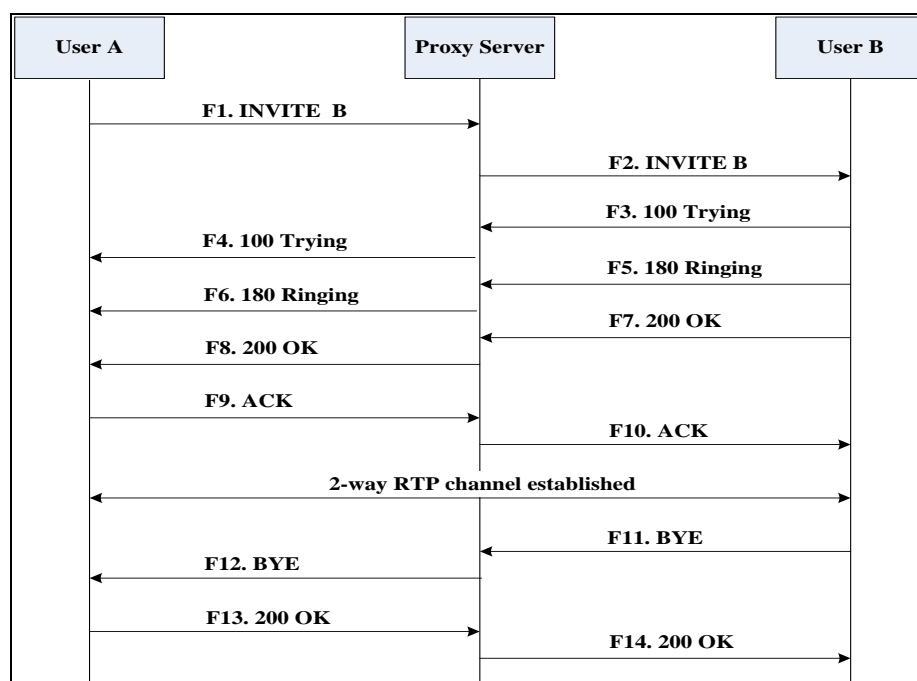 User A
Proxy Server
User B
F1. INVITE B
F2. INVITE B
F3. 100 Trying
F4. 100 Trying
F5. 180 Ringing
F6. 180 Ringing
F7. 200 OK
F8. 200 OK
F9. ACK
F10. ACK
2-way RTP channel established
F11. BYE
F12. BYE
F13. 200 OK
F14. 200 OK